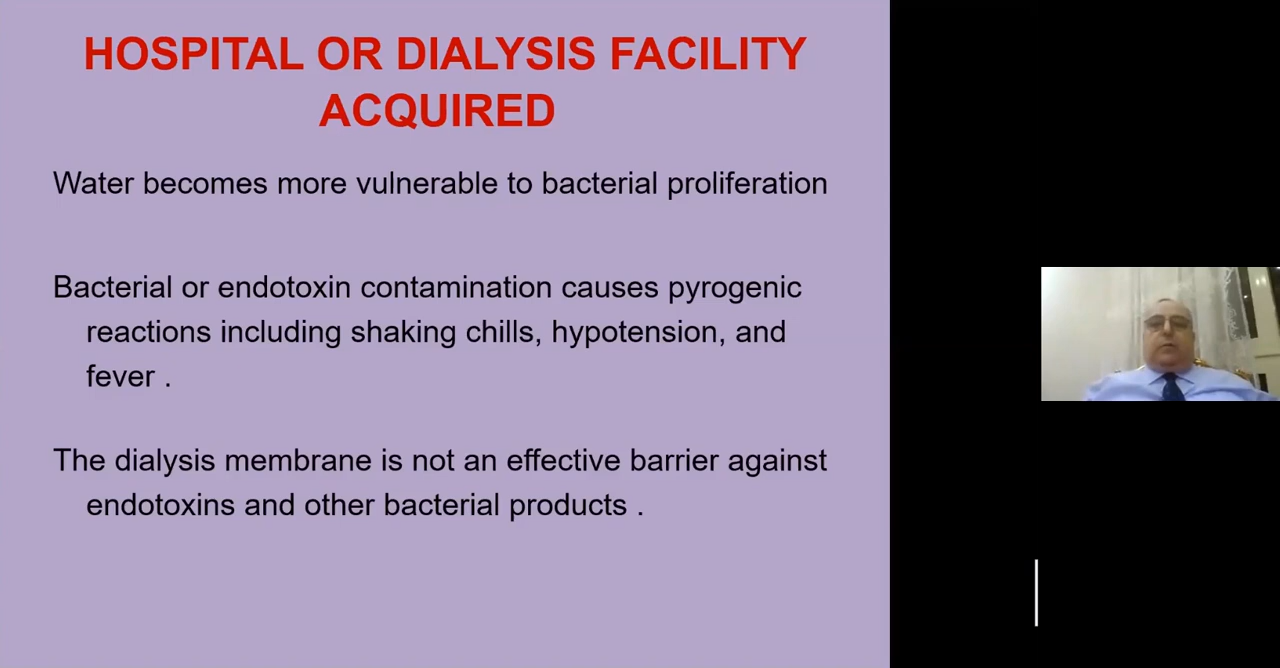 HOSPITAL OR DIALYSIS FACILITY
ACQUIRED
Water becomes more vulnerable to bacterial proliferation
Bacterial or endotoxin contamination causes pyrogenic
reactions including shaking chills, hypotension, and
fever .
The dialysis membrane is not an effective barrier against
endotoxins and other bacterial products .